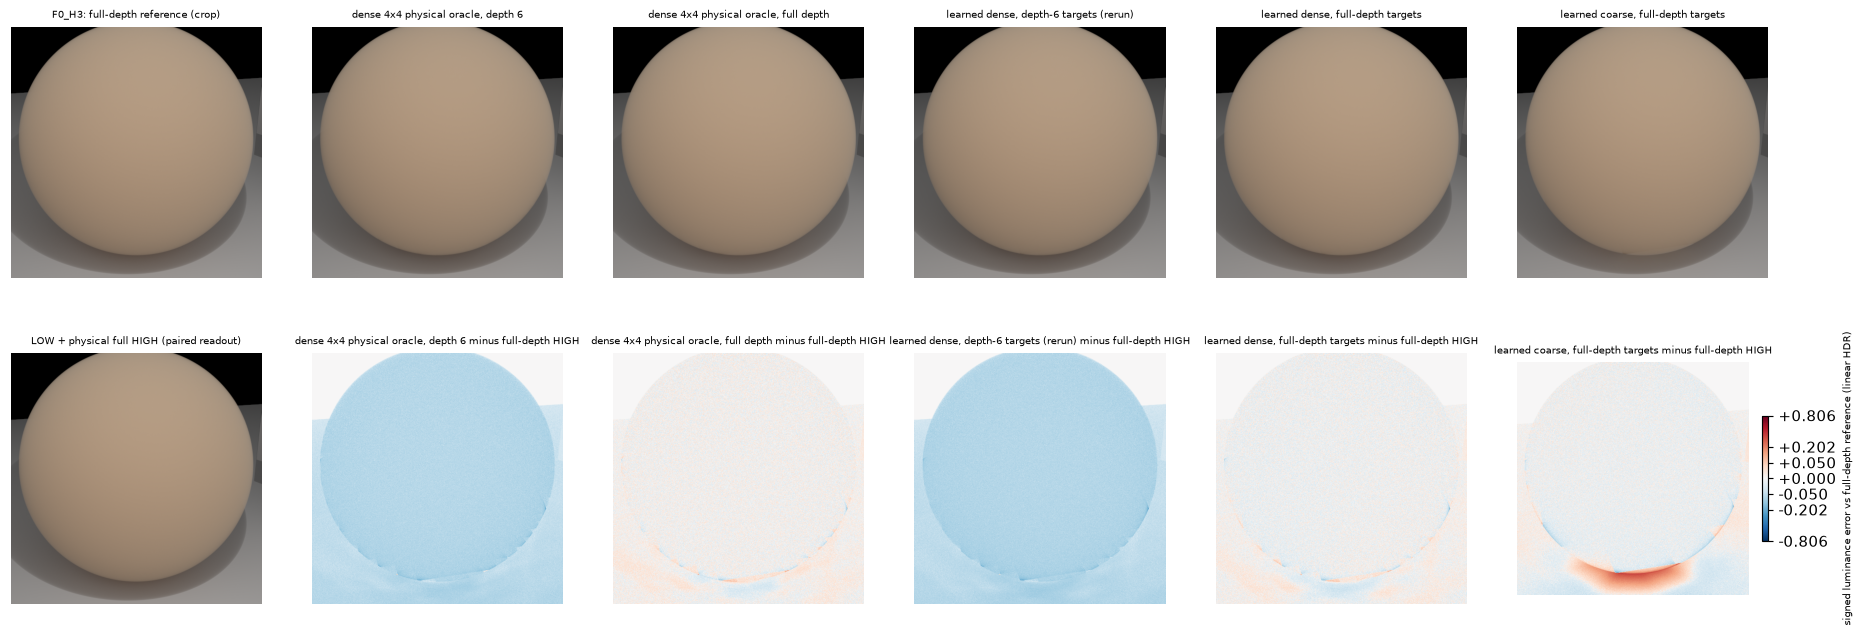 F0_H3: full-depth reference (crop)
dense 4x4 physical oracle, depth 6
dense 4x4 physical oracle, full depth
learned dense, depth-6 targets (rerun)
learned dense, full-depth targets
learned coarse, full-depth targets
LOW + physical full HIGH (paired readout)
dense 4x4 physical oracle, depth 6 minus full-depth HIGH
dense 4x4 physical oracle, full depth minus full-depth HIGH
learned dense, depth-6 targets (rerun) minus full-depth HIGH
learned dense, full-depth targets minus full-depth HIGH
learned coarse, full-depth targets minus full-depth HIGH
+0.806
+0.202
+0.050
+0.000
-0.050
-0.202
-0.806
signed luminance error vs full-depth reference (linear HDR)